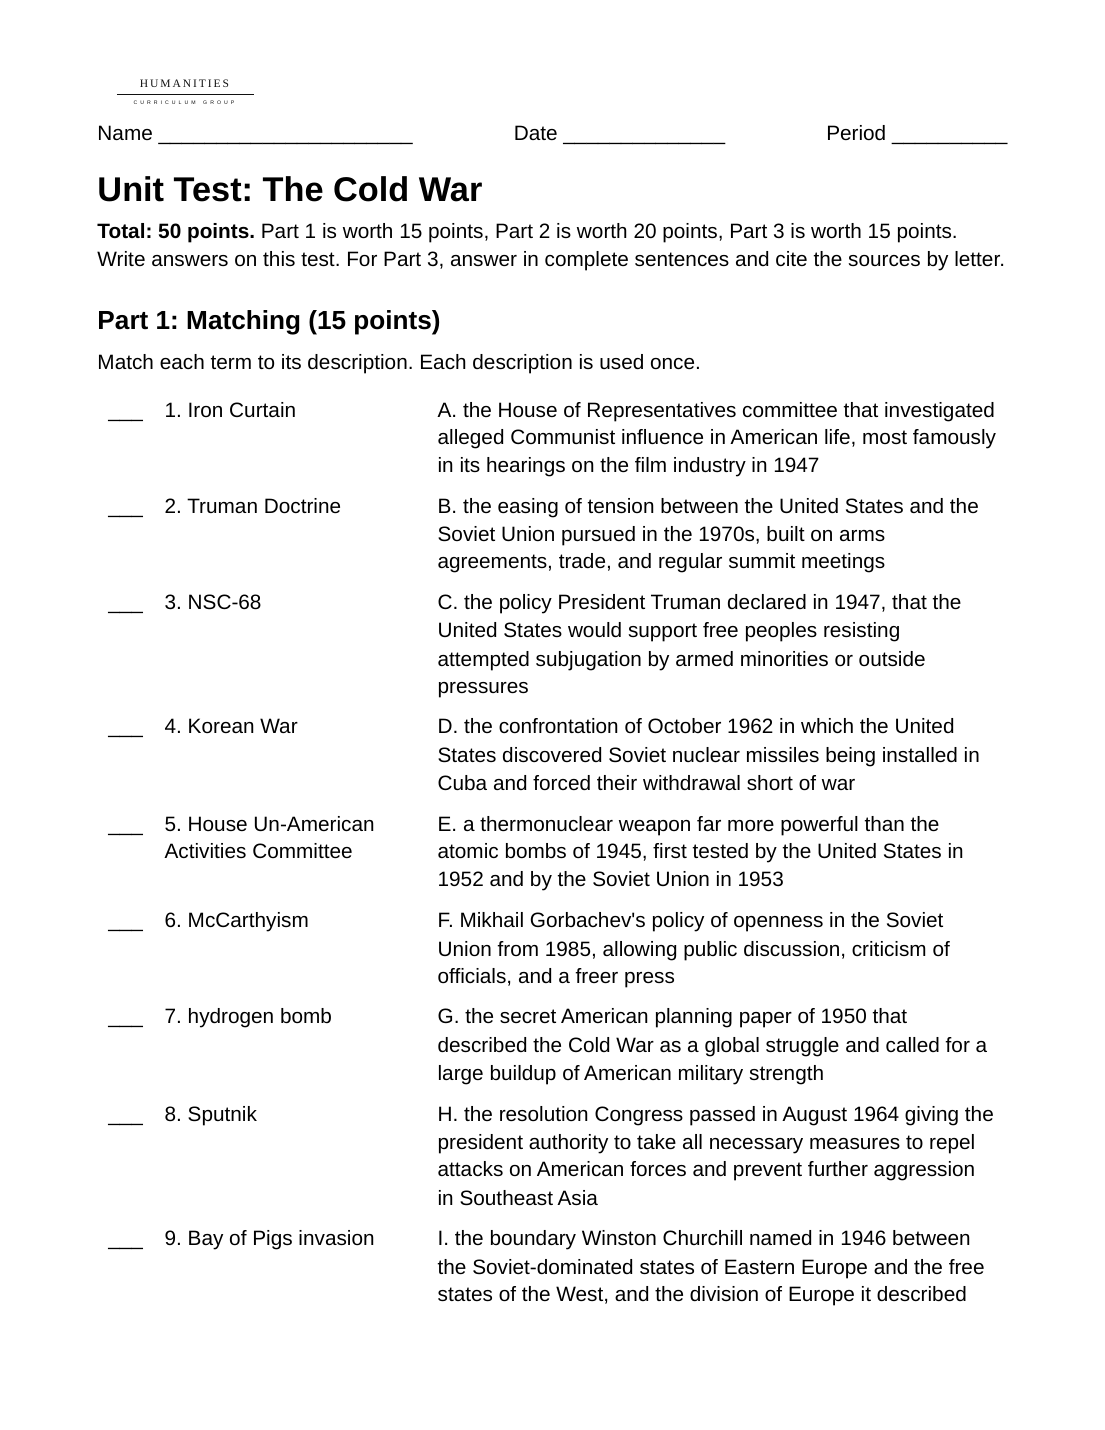 HUMANITIES
CURRICULUM GROUP
Name ______________________ Date ______________ Period __________
Unit Test: The Cold War
Total: 50 points. Part 1 is worth 15 points, Part 2 is worth 20 points, Part 3 is worth 15 points.
Write answers on this test. For Part 3, answer in complete sentences and cite the sources by letter.
Part 1: Matching (15 points)
Match each term to its description. Each description is used once.
___ 1. Iron Curtain A. the House of Representatives committee that investigated
alleged Communist influence in American life, most famously
in its hearings on the film industry in 1947
___ 2. Truman Doctrine B. the easing of tension between the United States and the
Soviet Union pursued in the 1970s, built on arms
agreements, trade, and regular summit meetings
___ 3. NSC-68 C. the policy President Truman declared in 1947, that the
United States would support free peoples resisting
attempted subjugation by armed minorities or outside
pressures
___ 4. Korean War D. the confrontation of October 1962 in which the United
States discovered Soviet nuclear missiles being installed in
Cuba and forced their withdrawal short of war
___ 5. House Un-American E. a thermonuclear weapon far more powerful than the
Activities Committee atomic bombs of 1945, first tested by the United States in
1952 and by the Soviet Union in 1953
___ 6. McCarthyism F. Mikhail Gorbachev's policy of openness in the Soviet
Union from 1985, allowing public discussion, criticism of
officials, and a freer press
___ 7. hydrogen bomb G. the secret American planning paper of 1950 that
described the Cold War as a global struggle and called for a
large buildup of American military strength
___ 8. Sputnik H. the resolution Congress passed in August 1964 giving the
president authority to take all necessary measures to repel
attacks on American forces and prevent further aggression
in Southeast Asia
___ 9. Bay of Pigs invasion I. the boundary Winston Churchill named in 1946 between
the Soviet-dominated states of Eastern Europe and the free
states of the West, and the division of Europe it described